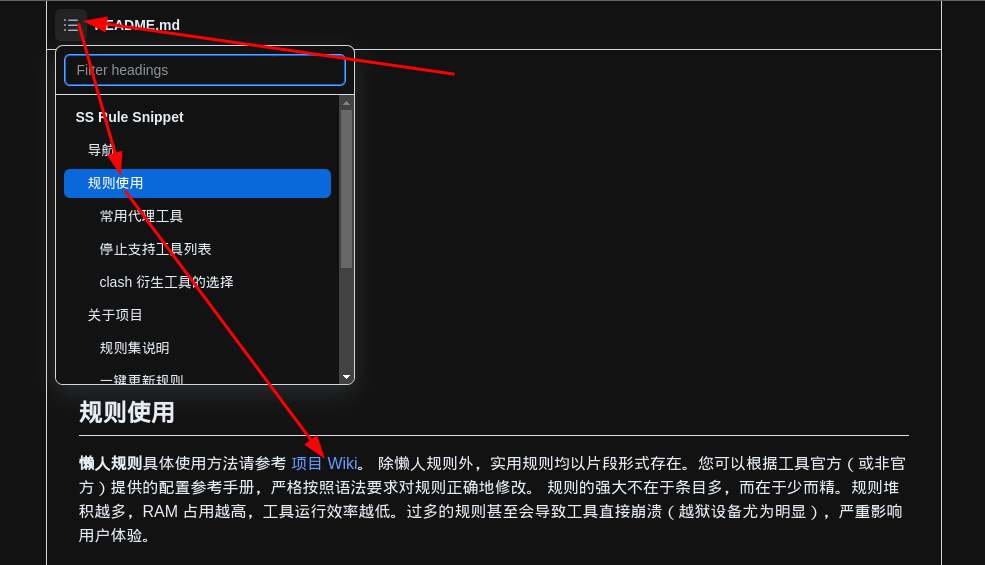 README.md
Filter headings
SS Rule Snippet
导航
规则使用
常用代理工具
停止支持工具列表
clash 衍生工具的选择
关于项目
规则集说明
一键更新规则
规则使用
懒人规则具体使用方法请参考 项目 Wiki。 除懒人规则外，实用规则均以片段形式存在。您可以根据工具官方（或非官
方）提供的配置参考手册，严格按照语法要求对规则正确地修改。 规则的强大不在于条目多，而在于少而精。规则堆
积越多，RAM 占用越高，工具运行效率越低。过多的规则甚至会导致工具直接崩溃（越狱设备尤为明显），严重影响
用户体验。